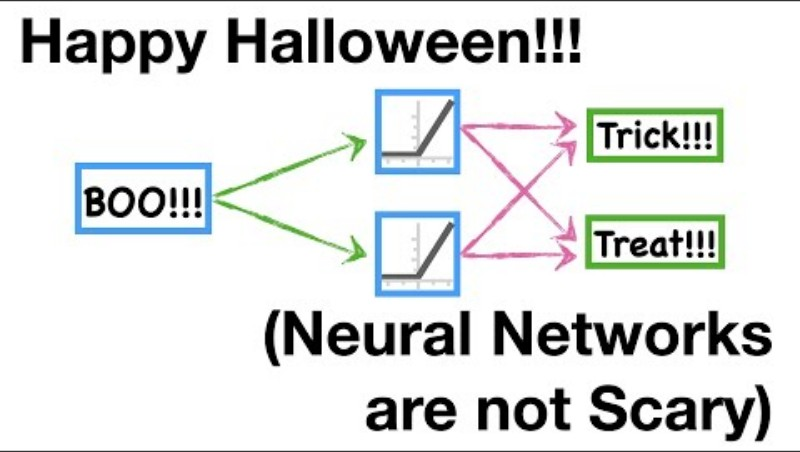 Happy Halloween!!!
BOO!!!
Trick!!!
Treat!!!
(Neural Networks
are not Scary)